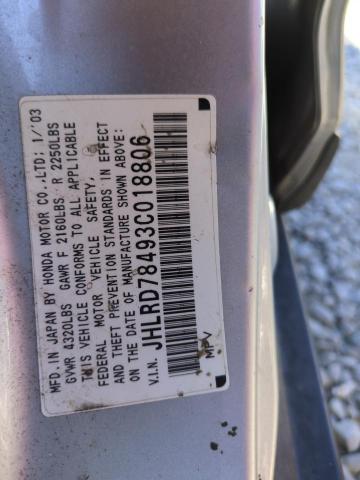 MFD.IN JAPAN BY HONDA MOTOR CO.,LTD; 1/'03
GVWR 4320LBS GAWR F 2160LBS R 2250LBS
THIS VEHICLE CONFORMS TO ALL APPLICABLE
FEDERAL MOTOR VEHICLE SAFETY,
AND THEFT PREVENTION STANDARDS IN EFFECT
ON THE DATE OF MANUFACTURE SHOWN ABOVE:
V.I.N. JHLRD78493C018806
MPV